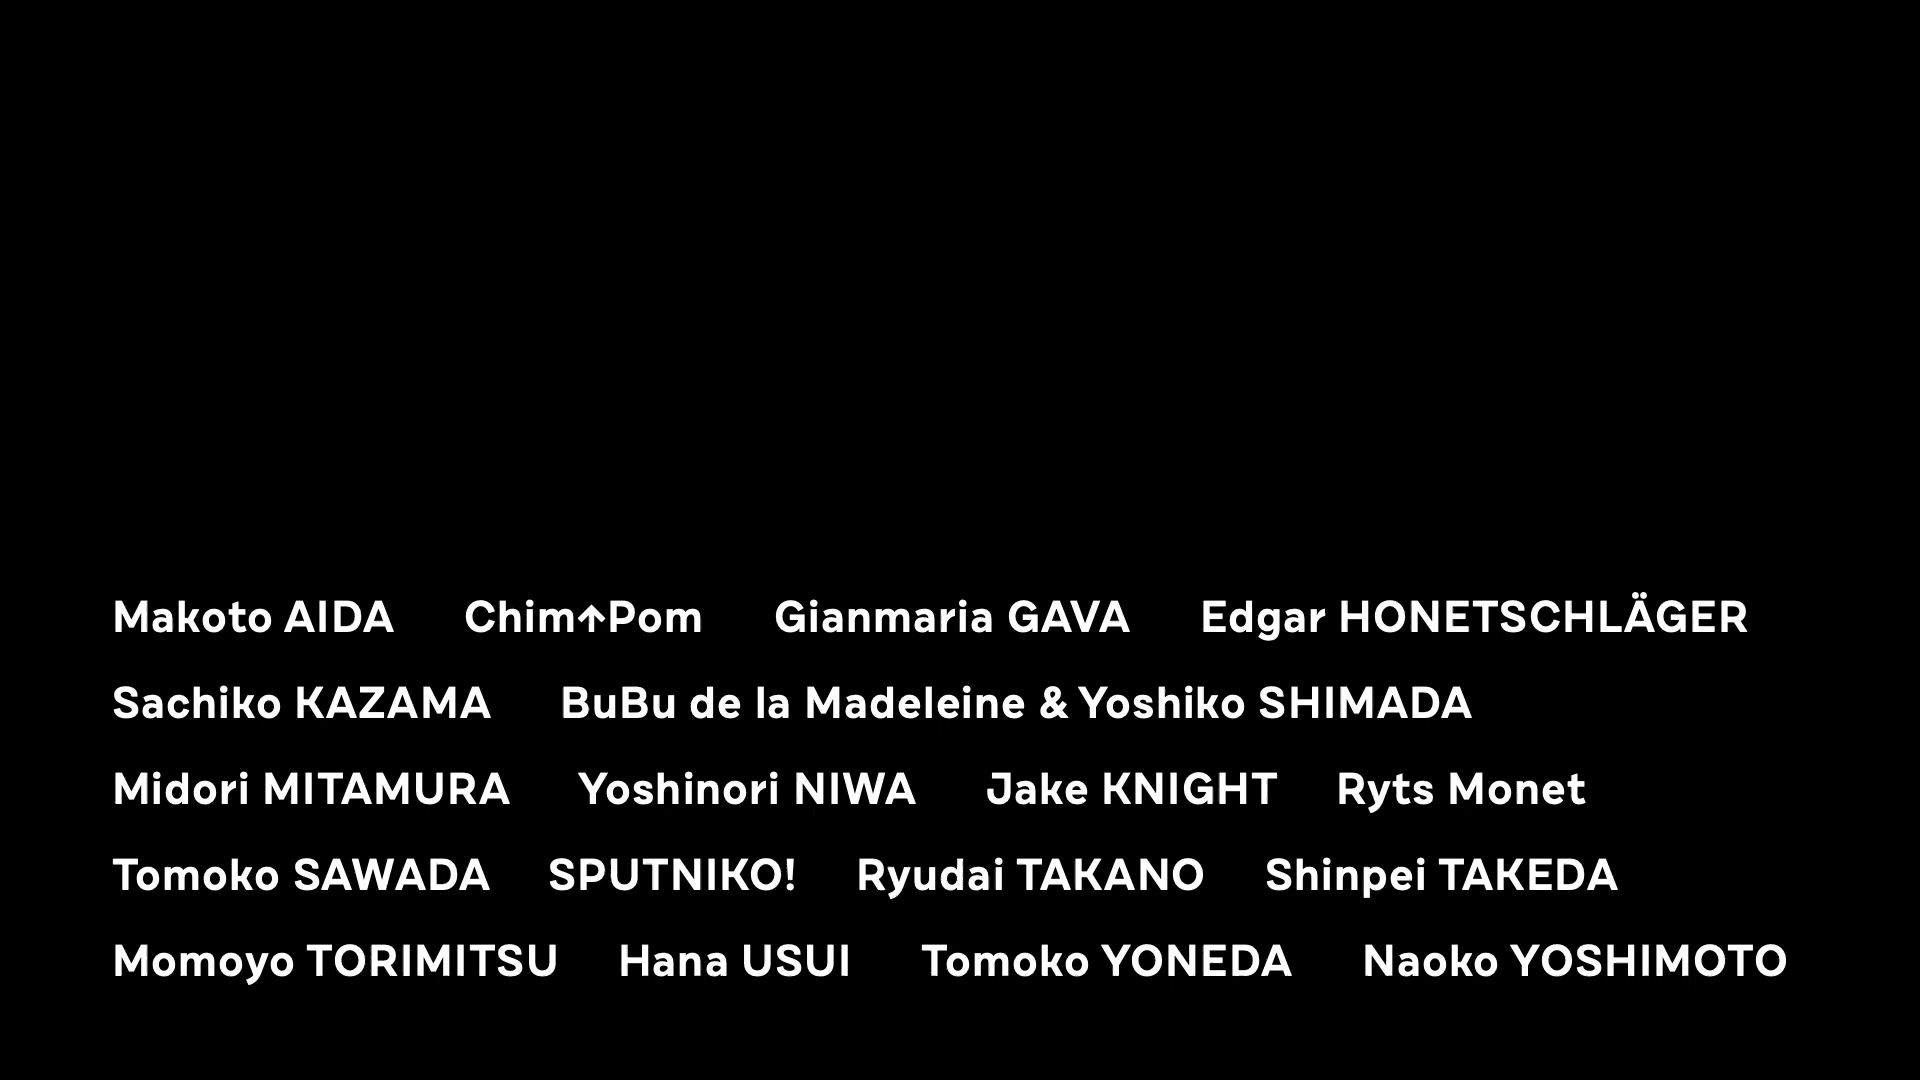 Makoto AIDA Chim↑Pom Gianmaria GAVA Edgar HONETSCHLÄGER
Sachiko KAZAMA BuBu de la Madeleine & Yoshiko SHIMADA
Midori MITAMURA Yoshinori NIWA Jake KNIGHT Ryts Monet
Tomoko SAWADA SPUTNIKO! Ryudai TAKANO Shinpei TAKEDA
Momoyo TORIMITSU Hana USUI Tomoko YONEDA Naoko YOSHIMOTO